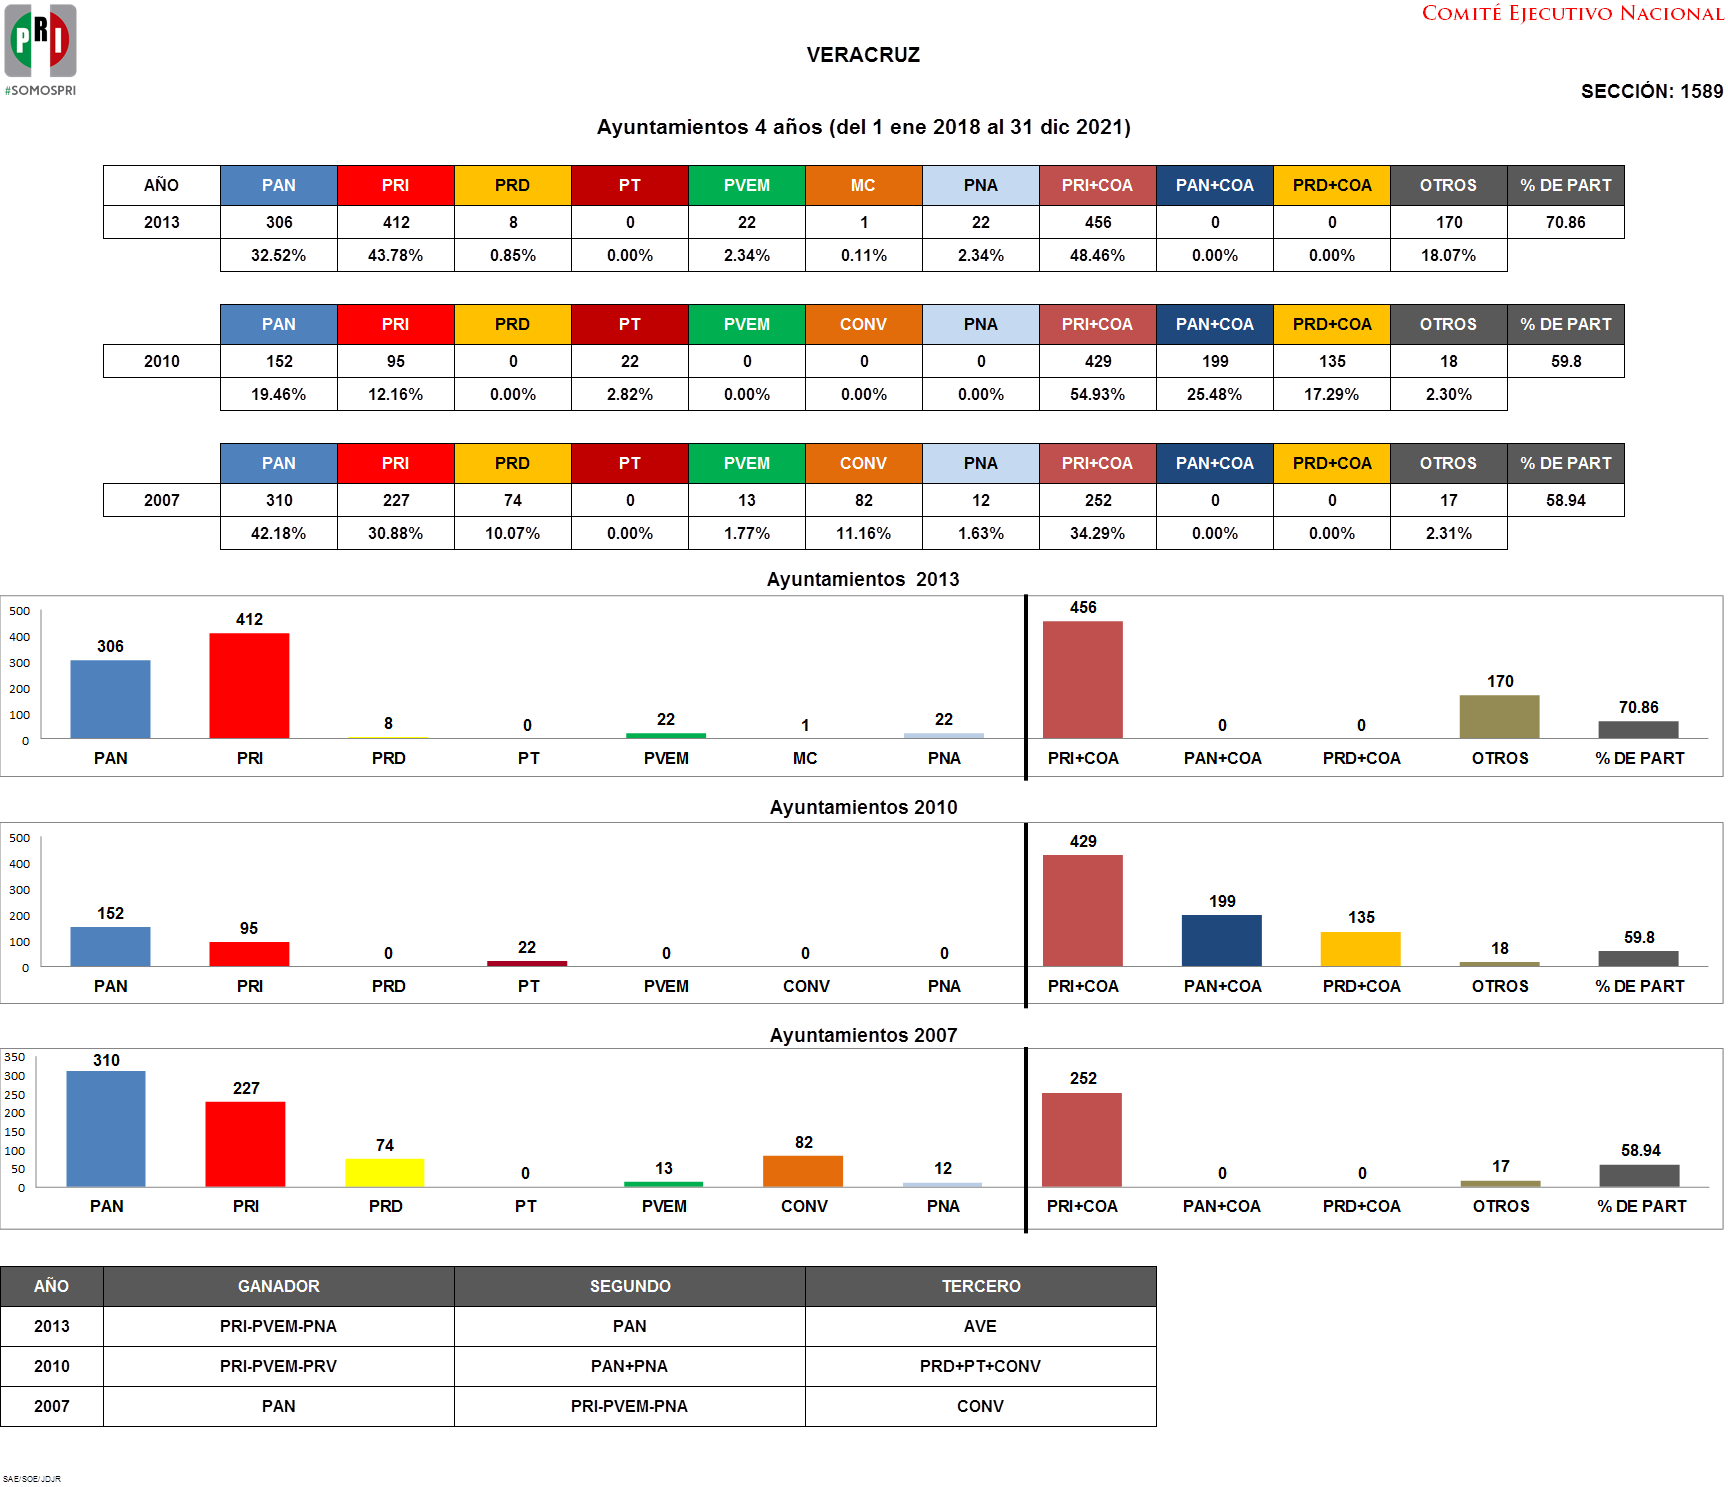 COMITÉ EJECUTIVO NACIONAL
PRI
#SOMOSPRI
VERACRUZ
SECCIÓN: 1589
Ayuntamientos 4 años (del 1 ene 2018 al 31 dic 2021)
AÑO PAN PRI PRD PT PVEM MC PNA PRI+COA PAN+COA PRD+COA OTROS % DE PART
2013 306 412 8 0 22 1 22 456 0 0 170 70.86
32.52% 43.78% 0.85% 0.00% 2.34% 0.11% 2.34% 48.46% 0.00% 0.00% 18.07%
PAN PRI PRD PT PVEM CONV PNA PRI+COA PAN+COA PRD+COA OTROS % DE PART
2010 152 95 0 22 0 0 0 429 199 135 18 59.8
19.46% 12.16% 0.00% 2.82% 0.00% 0.00% 0.00% 54.93% 25.48% 17.29% 2.30%
PAN PRI PRD PT PVEM CONV PNA PRI+COA PAN+COA PRD+COA OTROS % DE PART
2007 310 227 74 0 13 82 12 252 0 0 17 58.94
42.18% 30.88% 10.07% 0.00% 1.77% 11.16% 1.63% 34.29% 0.00% 0.00% 2.31%
Ayuntamientos 2013
500
400
300
200
100
0
306 412 8 0 22 1 22 456 0 0 170 70.86
PAN PRI PRD PT PVEM MC PNA PRI+COA PAN+COA PRD+COA OTROS % DE PART
Ayuntamientos 2010
500
400
300
200
100
0
152 95 0 22 0 0 0 429 199 135 18 59.8
PAN PRI PRD PT PVEM CONV PNA PRI+COA PAN+COA PRD+COA OTROS % DE PART
Ayuntamientos 2007
350
300
250
200
150
100
50
0
310 227 74 0 13 82 12 252 0 0 17 58.94
PAN PRI PRD PT PVEM CONV PNA PRI+COA PAN+COA PRD+COA OTROS % DE PART
AÑO GANADOR SEGUNDO TERCERO
2013 PRI-PVEM-PNA PAN AVE
2010 PRI-PVEM-PRV PAN+PNA PRD+PT+CONV
2007 PAN PRI-PVEM-PNA CONV
SAE/SOE/JDJR